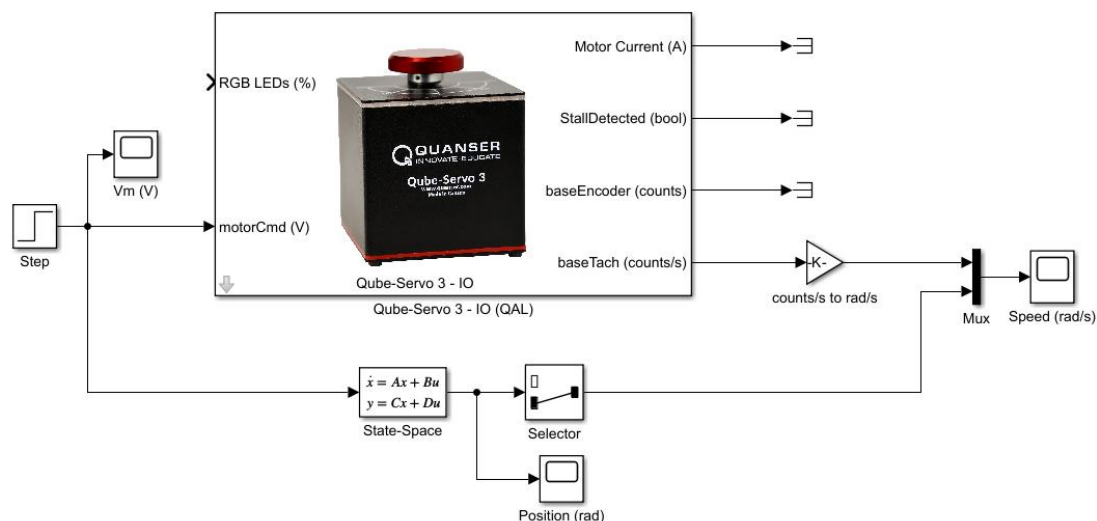 Motor Current (A)
RGB LEDs (%)
StallDetected (bool)
QUANSER
INNOVATE·EDUCATE
Qube-Servo 3
Vm (V)
baseEncoder (counts)
motorCmd (V)
Step
baseTach (counts/s)
-K-
Qube-Servo 3 - IO
counts/s to rad/s
Qube-Servo 3 - IO (QAL)
Mux
Speed (rad/s)
ẋ = Ax + Bu
y = Cx + Du
State-Space
Selector
Position (rad)